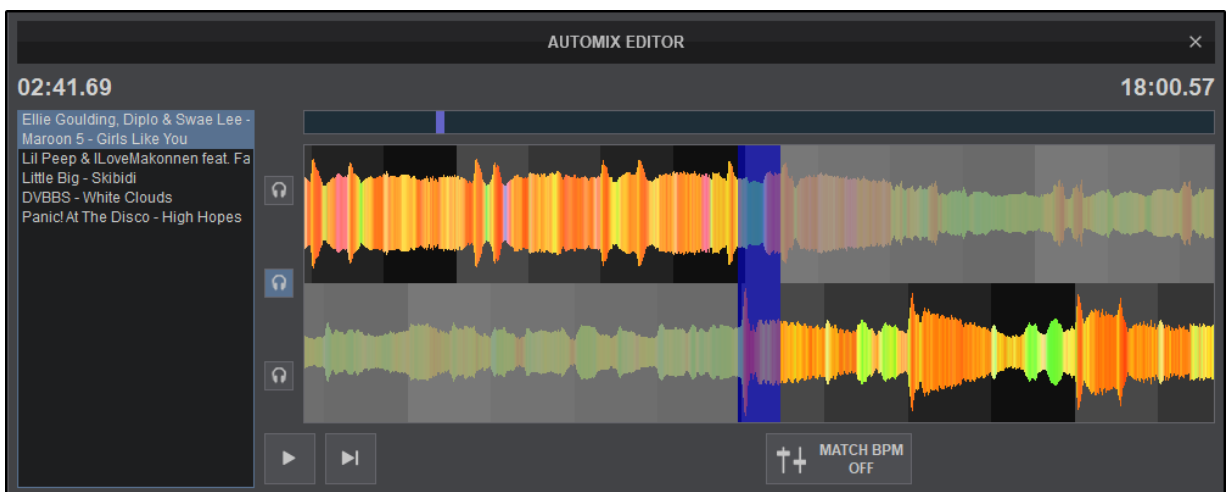 AUTOMIX EDITOR
02:41.69
18:00.57
Ellie Goulding, Diplo & Swae Lee -
Maroon 5 - Girls Like You
Lil Peep & ILoveMakonnen feat. Fa
Little Big - Skibidi
DVBBS - White Clouds
Panic! At The Disco - High Hopes
MATCH BPM
OFF